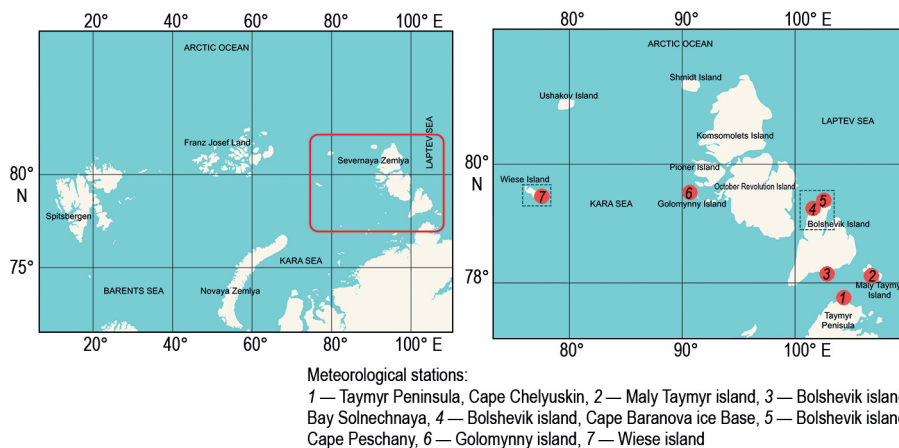 20° 40° 60° 80° 100° E
ARCTIC OCEAN
Franz Josef Land
Severnaya Zemlya
LAPTEV SEA
80°
N
Spitsbergen
KARA SEA
75°
BARENTS SEA
Novaya Zemlya
20° 40° 60° 80° 100° E
80° 90° 100° E
ARCTIC OCEAN
Shmidt Island
Ushakov Island
LAPTEV SEA
Komsomolets Island
80°
N
Pioner Island
Wiese Island
October Revolution Island
7
6
5
KARA SEA
Golomynny Island
4
Bolshevik Island
3
2
78°
Maly Taymy
Island
1
Taymyr
Penisula
80° 90° 100° E
Meteorological stations:
1 — Taymyr Peninsula, Cape Chelyuskin, 2 — Maly Taymyr island, 3 — Bolshevik islan
Bay Solnechnaya, 4 — Bolshevik island, Cape Baranova ice Base, 5 — Bolshevik islan
Cape Peschany, 6 — Golomynny island, 7 — Wiese island